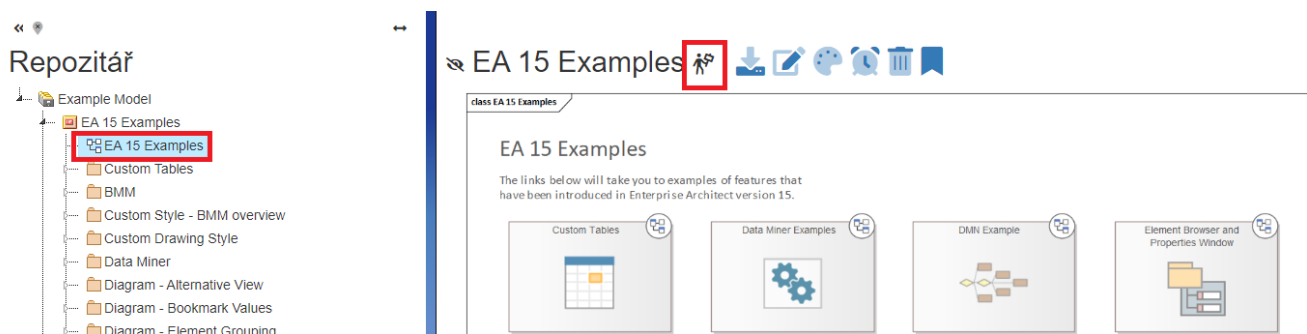 Repozitář
Example Model
EA 15 Examples
EA 15 Examples
Custom Tables
BMM
Custom Style - BMM overview
Custom Drawing Style
Data Miner
Diagram - Alternative View
Diagram - Bookmark Values
Diagram - Element Grouping
EA 15 Examples
class EA 15 Examples
EA 15 Examples
The links below will take you to examples of features that
have been introduced in Enterprise Architect version 15.
Custom Tables
Data Miner Examples
DMN Example
Element Browser and
Properties Window